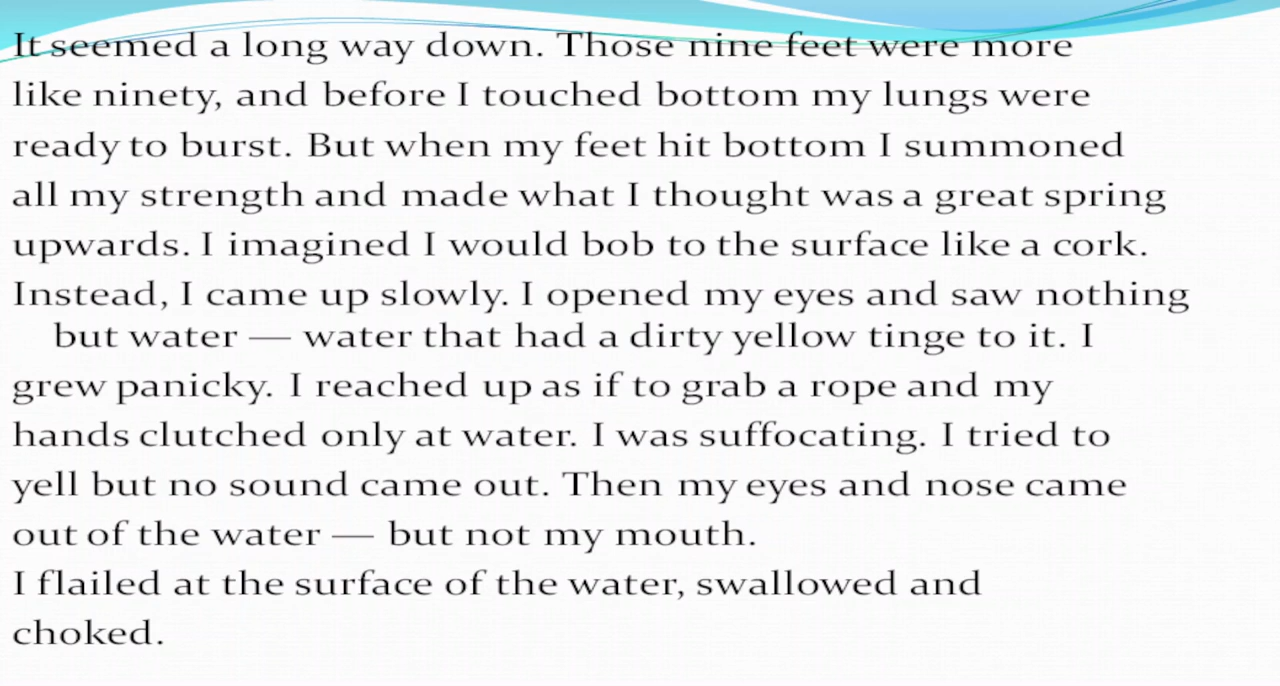 It seemed a long way down. Those nine feet were more
like ninety, and before I touched bottom my lungs were
ready to burst. But when my feet hit bottom I summoned
all my strength and made what I thought was a great spring
upwards. I imagined I would bob to the surface like a cork.
Instead, I came up slowly. I opened my eyes and saw nothing
but water — water that had a dirty yellow tinge to it. I
grew panicky. I reached up as if to grab a rope and my
hands clutched only at water. I was suffocating. I tried to
yell but no sound came out. Then my eyes and nose came
out of the water — but not my mouth.
I flailed at the surface of the water, swallowed and
choked.